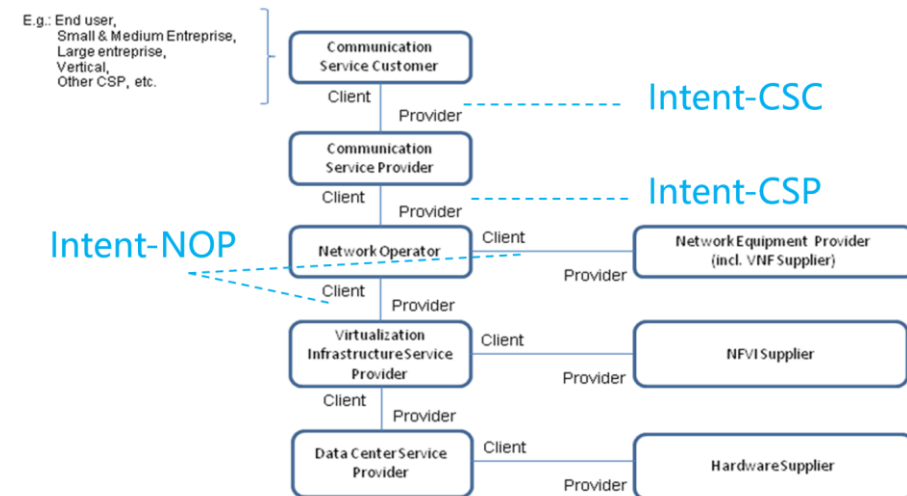 E.g.: End user,
Small & Medium Entreprise,
Large entreprise,
Vertical,
Other CSP, etc.
Communication
Service Customer
Client
Provider
Intent-CSC
Communication
Service Provider
Client
Provider
Intent-CSP
Intent-NOP
Network Operator
Client
Provider
Network Equipment Provider
(incl. VNF Supplier)
Client
Provider
Virtualization
Infrastructure Service
Provider
Client
Provider
NFVI Supplier
Client
Provider
Data Center Service
Provider
Client
Provider
Hardware Supplier